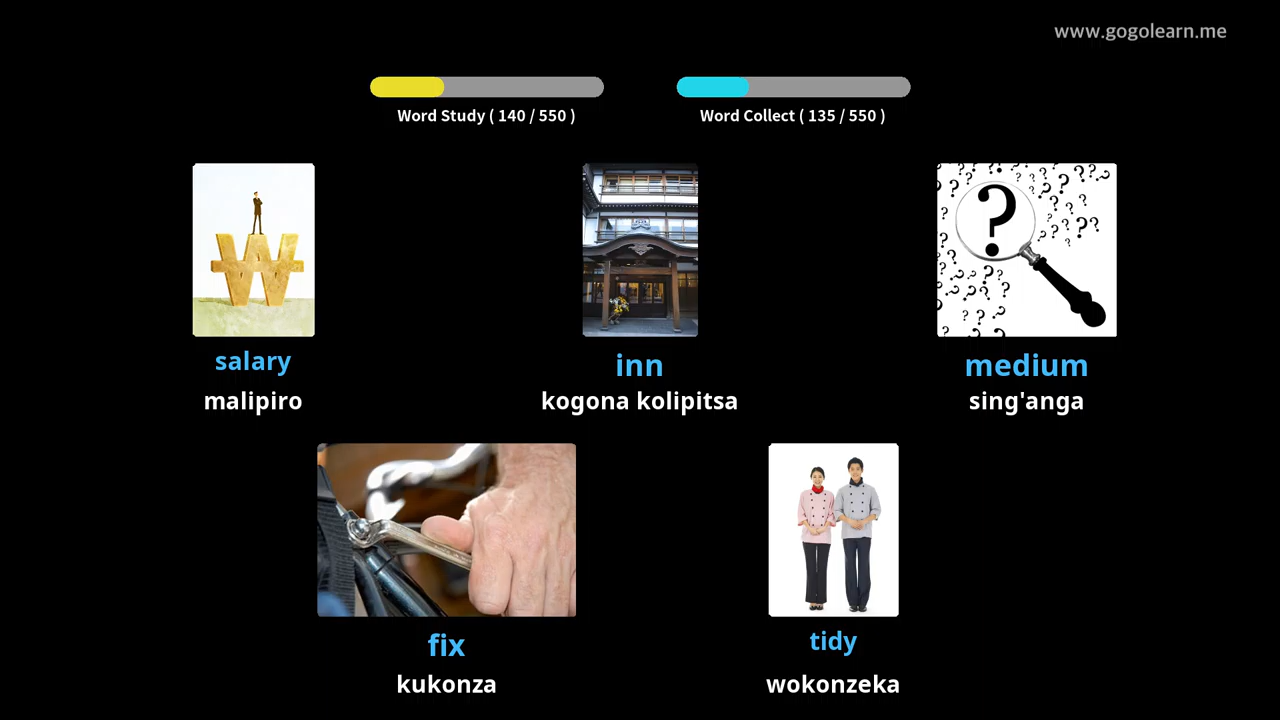 www.gogolearn.me
Word Study ( 140 / 550 )
Word Collect ( 135 / 550 )
salary
malipiro
inn
kogona kolipitsa
medium
sing'anga
fix
kukonza
tidy
wokonzeka